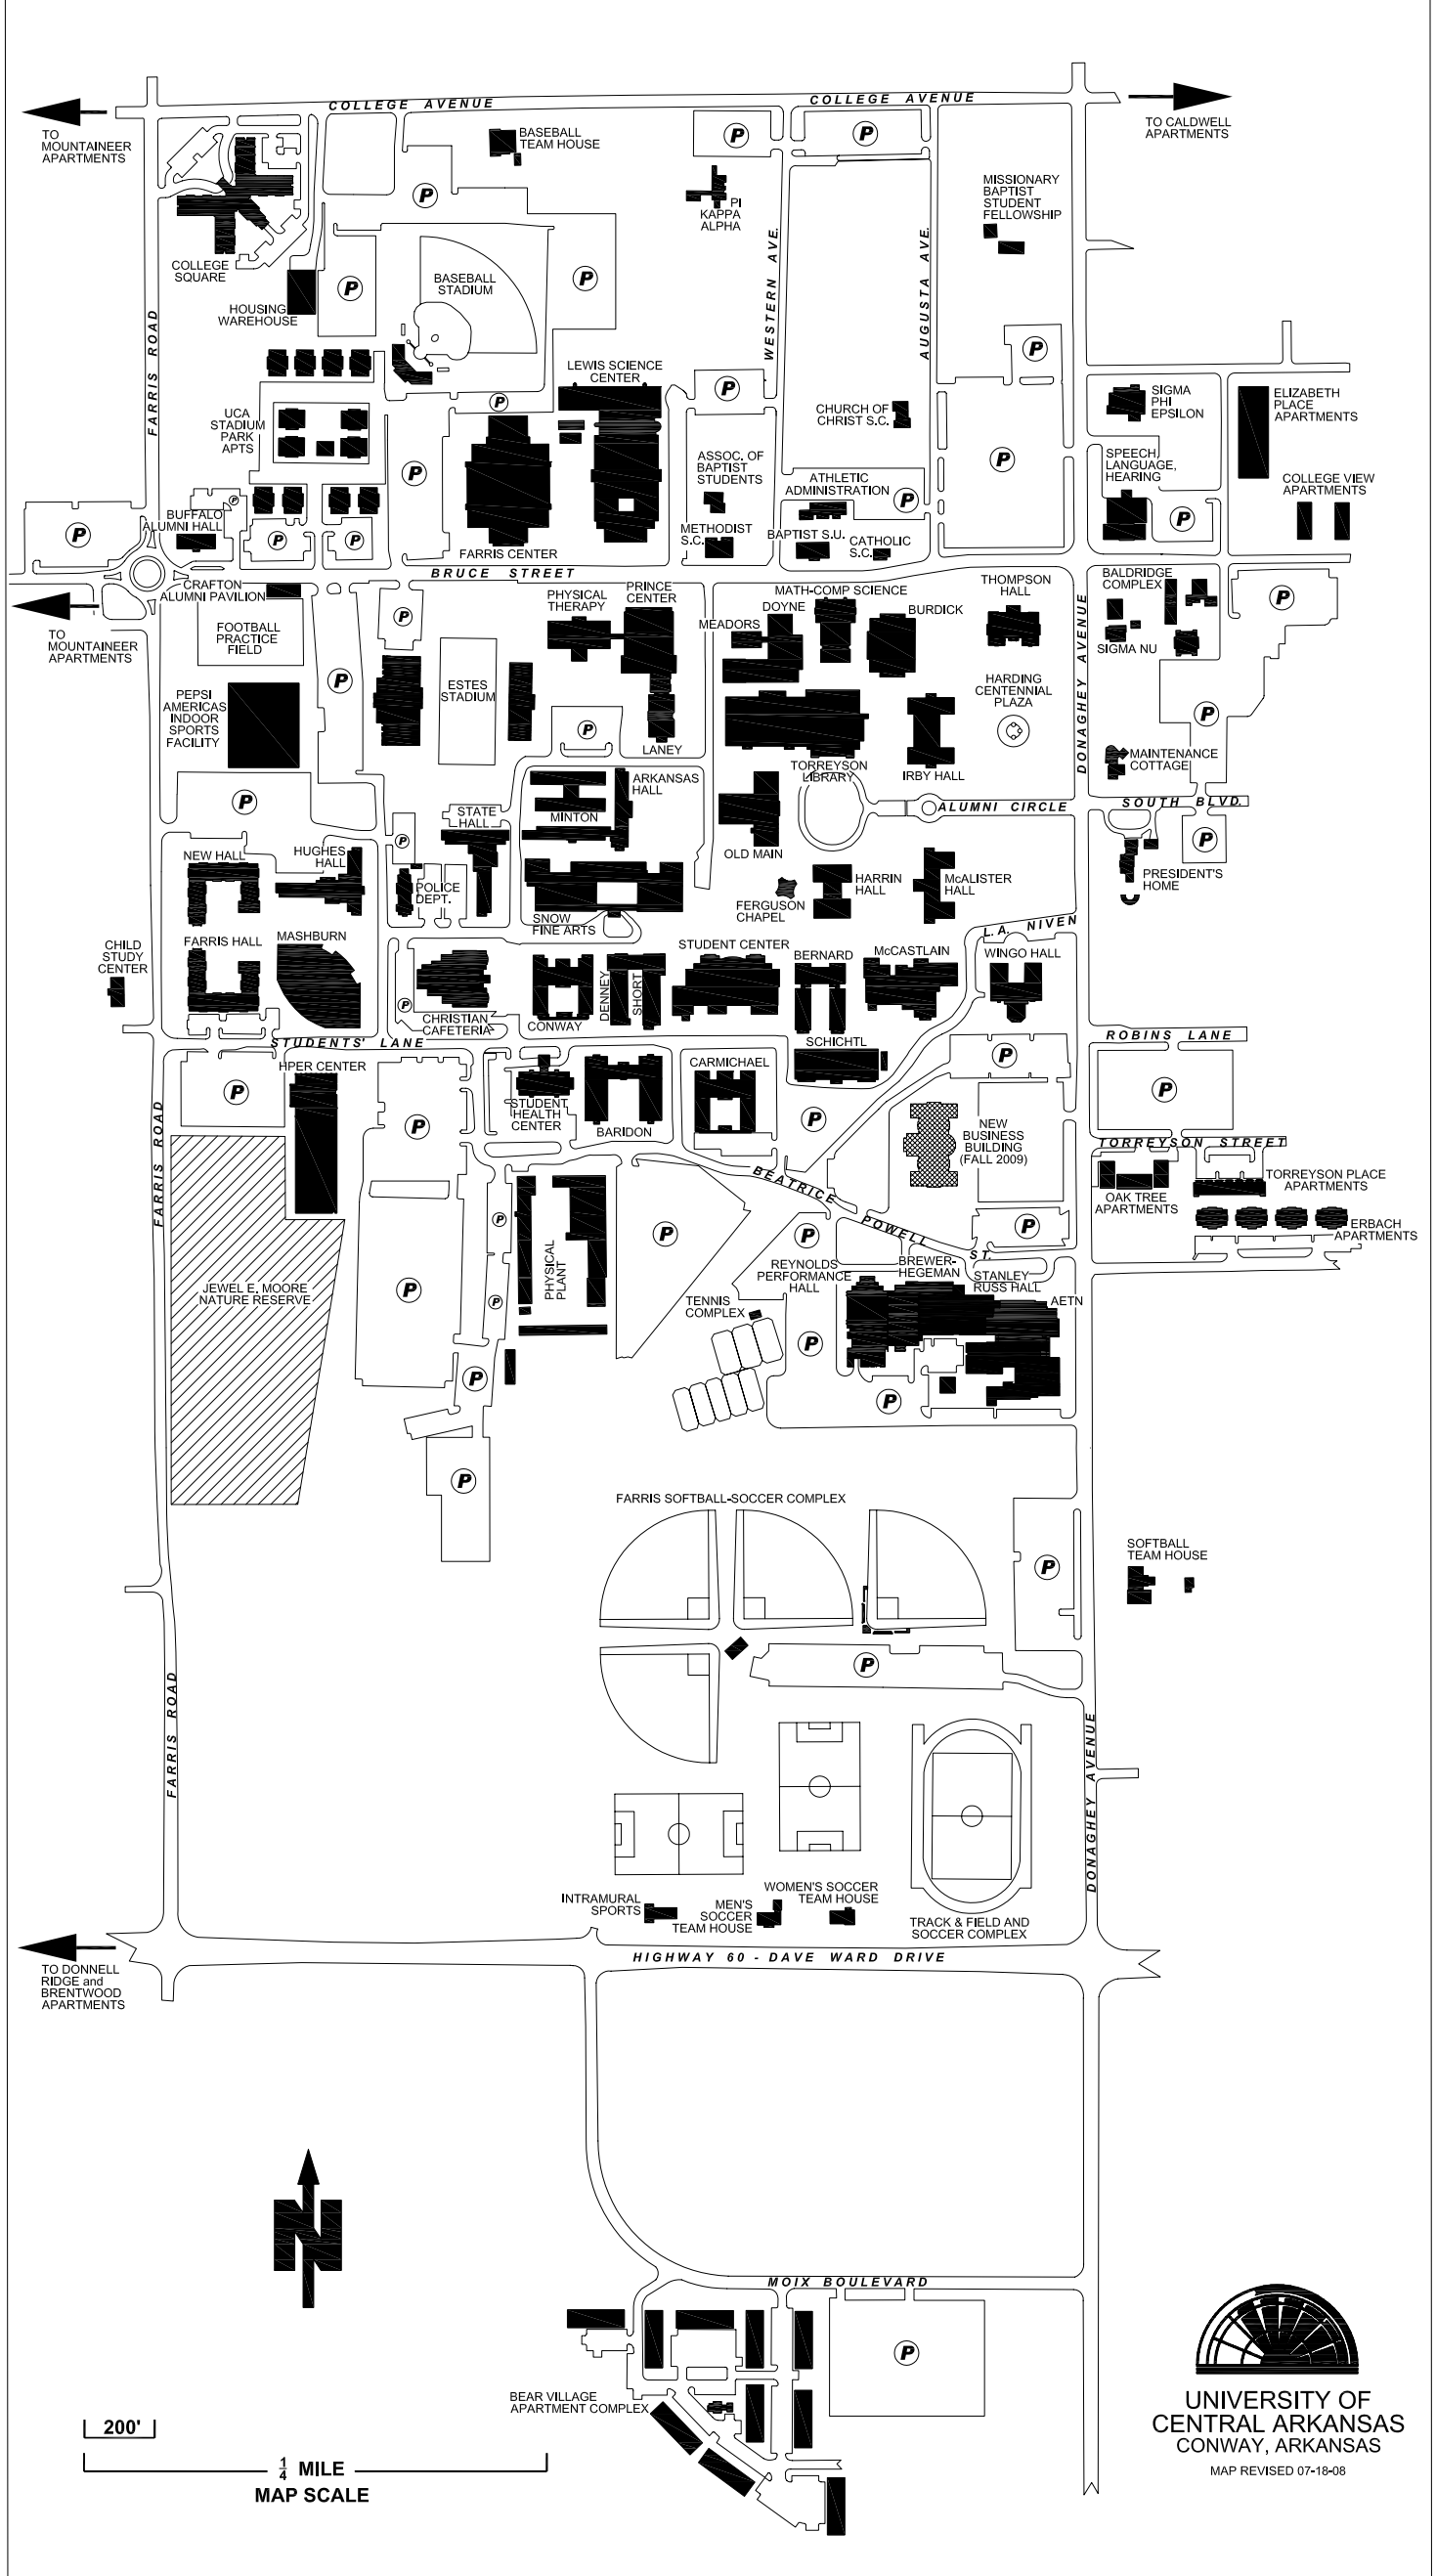 COLLEGE AVENUE
COLLEGE AVENUE
TO
MOUNTAINEER
APARTMENTS
TO CALDWELL
APARTMENTS
BASEBALL
TEAM HOUSE
P
P
P
MISSIONARY
BAPTIST
STUDENT
FELLOWSHIP
PI
KAPPA
ALPHA
COLLEGE
SQUARE
WESTERN AVE.
AUGUSTA AVE.
FARRIS ROAD
BASEBALL
STADIUM
P
P
HOUSING
WAREHOUSE
P
LEWIS SCIENCE
CENTER
P
P
SIGMA
PHI
EPSILON
ELIZABETH
PLACE
APARTMENTS
UCA
STADIUM
PARK
APTS
CHURCH OF
CHRIST S.C.
ASSOC. OF
BAPTIST
STUDENTS
P
P
SPEECH,
LANGUAGE,
HEARING
ATHLETIC
ADMINISTRATION
P
COLLEGE VIEW
APARTMENTS
P
BUFFALO
ALUMNI HALL
P
P
P
P
METHODIST
S.C.
BAPTIST S.U.
CATHOLIC
S.C.
P
FARRIS CENTER
BRUCE STREET
CRAFTON
ALUMNI PAVILION
TO
MOUNTAINEER
APARTMENTS
FOOTBALL
PRACTICE
FIELD
P
PHYSICAL
THERAPY
PRINCE
CENTER
MATH-COMP SCIENCE
DOYNE
MEADORS
BURDICK
THOMPSON
HALL
DONAGHEY AVENUE
BALDRIDGE
COMPLEX
P
SIGMA NU
PEPSI
AMERICAS
INDOOR
SPORTS
FACILITY
P
ESTES
STADIUM
P
LANEY
HARDING
CENTENNIAL
PLAZA
P
MAINTENANCE
COTTAGE
TORREYSON
LIBRARY
IRBY HALL
P
STATE
HALL
MINTON
ARKANSAS
HALL
ALUMNI CIRCLE
SOUTH BLVD.
P
P
NEW HALL
HUGHES
HALL
OLD MAIN
POLICE
DEPT.
HARRIN
HALL
McALISTER
HALL
PRESIDENT'S
HOME
FERGUSON
CHAPEL
SNOW
FINE ARTS
L.A. NIVEN
CHILD
STUDY
CENTER
FARRIS HALL
MASHBURN
STUDENT CENTER
BERNARD
McCASTLAIN
WINGO HALL
P
CHRISTIAN
CAFETERIA
CONWAY
DENNEY
SHORT
STUDENTS' LANE
SCHICHTL
ROBINS LANE
P
HPER CENTER
CARMICHAEL
P
P
FARRIS ROAD
P
STUDENT
HEALTH
CENTER
BARIDON
P
NEW
BUSINESS
BUILDING
(FALL 2009)
TORREYSON STREET
BEATRICE POWELL ST.
OAK TREE
APARTMENTS
TORREYSON PLACE
APARTMENTS
ERBACH
APARTMENTS
P
P
P
P
PHYSICAL
PLANT
REYNOLDS
PERFORMANCE
HALL
BREWER-
HEGEMAN
STANLEY
RUSS HALL
AETN
JEWEL E. MOORE
NATURE RESERVE
P
P
TENNIS
COMPLEX
P
P
P
P
FARRIS SOFTBALL-SOCCER COMPLEX
P
SOFTBALL
TEAM HOUSE
P
FARRIS ROAD
DONAGHEY AVENUE
INTRAMURAL
SPORTS
MEN'S
SOCCER
TEAM HOUSE
WOMEN'S SOCCER
TEAM HOUSE
TRACK & FIELD AND
SOCCER COMPLEX
HIGHWAY 60 - DAVE WARD DRIVE
TO DONNELL
RIDGE and
BRENTWOOD
APARTMENTS
N
MOIX BOULEVARD
P
BEAR VILLAGE
APARTMENT COMPLEX
200'
1/4 MILE
MAP SCALE
UNIVERSITY OF
CENTRAL ARKANSAS
CONWAY, ARKANSAS
MAP REVISED 07-18-08